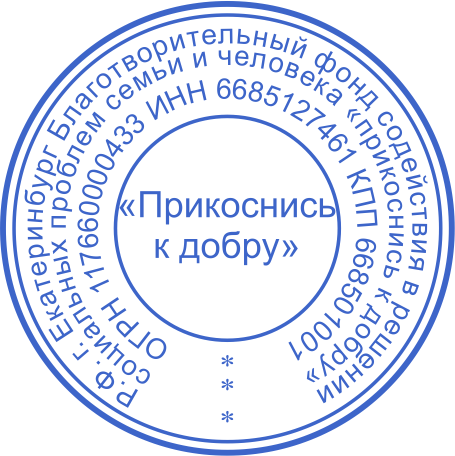 Р.Ф. г. Екатеринбург Благотворительный фонд содействия в решении
социальных проблем семьи и человека «прикоснись к добру»
ОГРН 1176600000433 ИНН 6685127461 КПП 668501001
«Прикоснись
к добру»
*
*
*